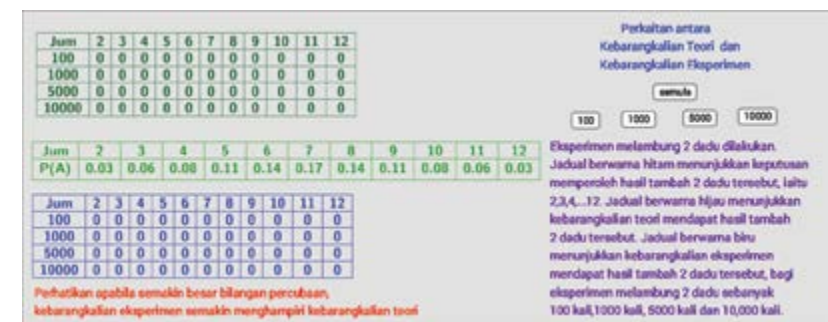 Jum 2 3 4 5 6 7 8 9 10 11 12
100 0 0 0 0 0 0 0 0 0 0 0
1000 0 0 0 0 0 0 0 0 0 0 0
5000 0 0 0 0 0 0 0 0 0 0 0
10000 0 0 0 0 0 0 0 0 0 0 0
Jum 2 3 4 5 6 7 8 9 10 11 12
P(A) 0.03 0.06 0.08 0.11 0.14 0.17 0.14 0.11 0.08 0.06 0.03
Jum 2 3 4 5 6 7 8 9 10 11 12
100 0 0 0 0 0 0 0 0 0 0 0
1000 0 0 0 0 0 0 0 0 0 0 0
5000 0 0 0 0 0 0 0 0 0 0 0
10000 0 0 0 0 0 0 0 0 0 0 0
Perhatikan apabila semakin besar bilangan percubaan,
kebarangkalian eksperimen semakin menghampiri kebarangkalian teori
Perkaitan antara
Kebarangkalian Teori dan
Kebarangkalian Eksperimen
semula
100 1000 5000 10000
Eksperimen melambung 2 dadu dilakukan.
Jadual berwarna hitam menunjukkan keputusan
memperoleh hasil tambah 2 dadu tersebut, iaitu
2,3,4,...12. Jadual berwarna hijau menunjukkan
kebarangkalian teori mendapat hasil tambah
2 dadu tersebut. Jadual berwarna biru
menunjukkan kebarangkalian eksperimen
mendapat hasil tambah 2 dadu tersebut, bagi
eksperimen melambung 2 dadu sebanyak
100 kali,1000 kali, 5000 kali dan 10,000 kali.